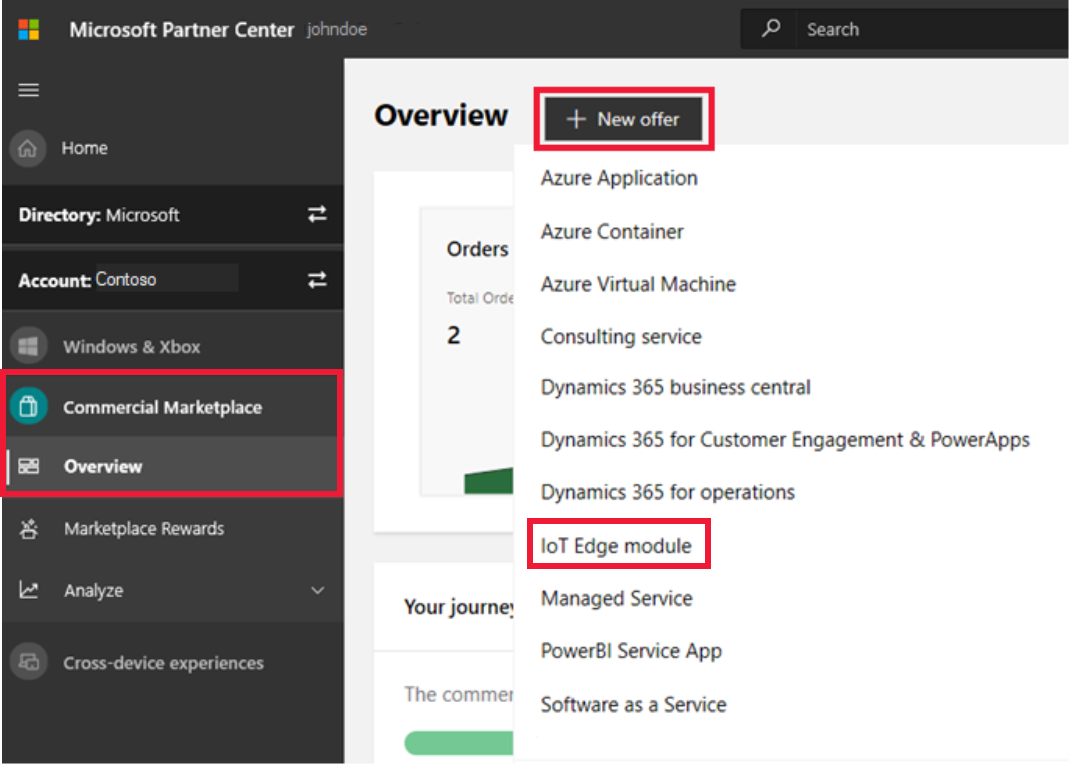 Microsoft Partner Center johndoe
Search
Home
Directory: Microsoft
Account: Contoso
Windows & Xbox
Commercial Marketplace
Overview
Marketplace Rewards
Analyze
Cross-device experiences
Overview
New offer
Azure Application
Azure Container
Azure Virtual Machine
Consulting service
Dynamics 365 business central
Dynamics 365 for Customer Engagement & PowerApps
Dynamics 365 for operations
IoT Edge module
Managed Service
PowerBI Service App
Software as a Service
Orders
Total
2
Your
The